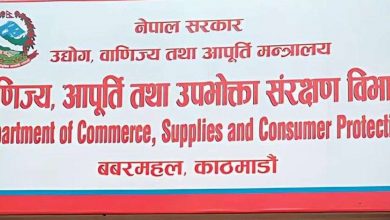 नेपाल सरकार
उद्योग, वाणिज्य तथा आपूर्ति मन्त्रालय
णिज्य, आपूर्ति तथा उपभोक्ता संरक्षण विभा
partment of Commerce, Supplies and Consumer Protecti
बबरमहल, काठमाडौं